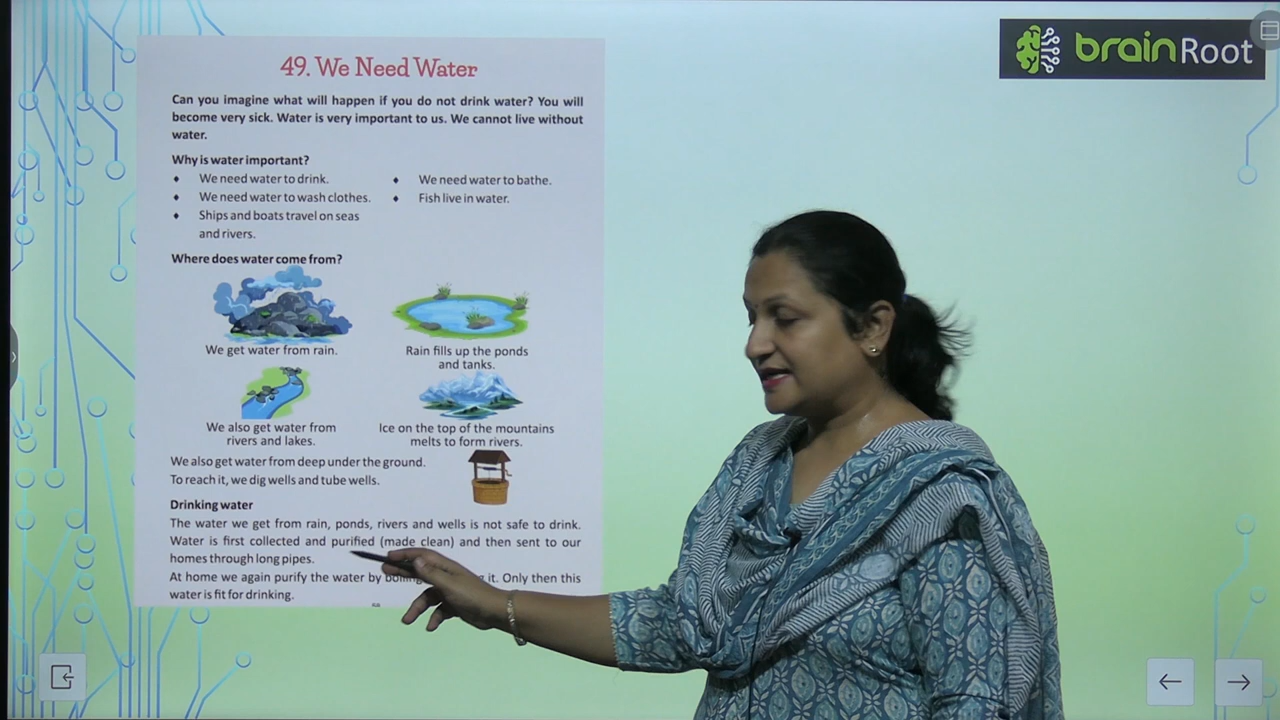 brainRoot
49. We Need Water
Can you imagine what will happen if you do not drink water? You will
become very sick. Water is very important to us. We cannot live without
water.
Why is water important?
♦ We need water to drink.
♦ We need water to bathe.
♦ We need water to wash clothes.
♦ Fish live in water.
♦ Ships and boats travel on seas
and rivers.
Where does water come from?
We get water from rain.
Rain fills up the ponds
and tanks.
We also get water from
rivers and lakes.
Ice on the top of the mountains
melts to form rivers.
We also get water from deep under the ground.
To reach it, we dig wells and tube wells.
Drinking water
The water we get from rain, ponds, rivers and wells is not safe to drink.
Water is first collected and purified (made clean) and then sent to our
homes through long pipes.
At home we again purify the water by it. Only then this
water is fit for drinking.